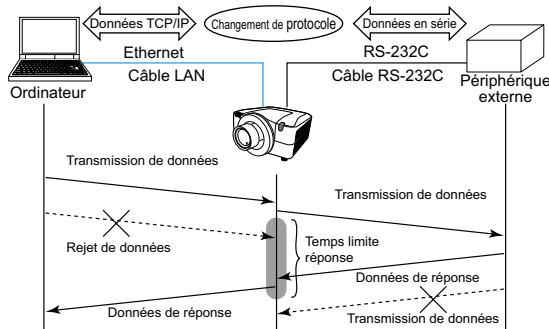 Données TCP/IP
Changement de protocole
Données en série
Ethernet
RS-232C
Câble LAN
Câble RS-232C
Ordinateur
Périphérique
externe
Transmission de données
Transmission de données
Rejet de données
Temps limite
réponse
Données de réponse
Données de réponse
Transmission de données